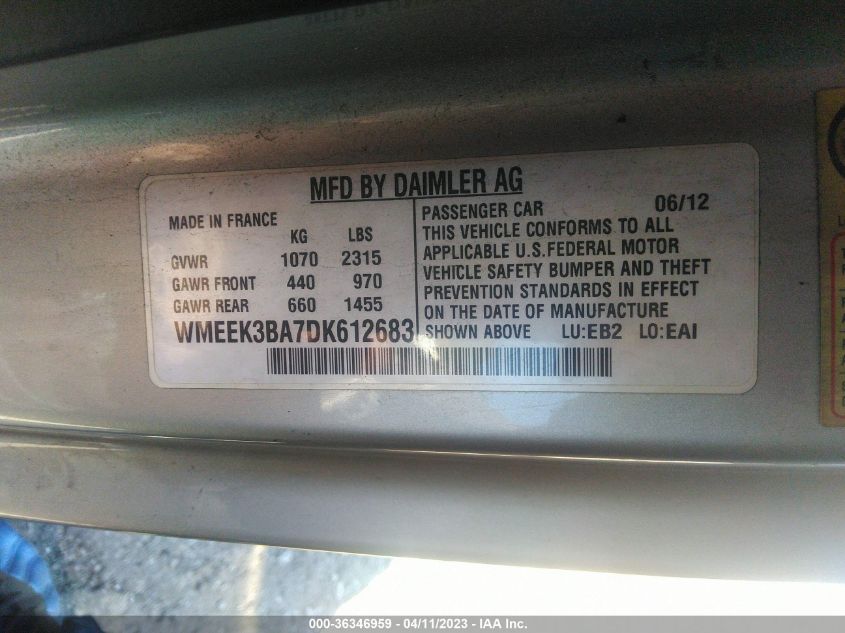 MFD BY DAIMLER AG
MADE IN FRANCE
KG LBS
GVWR 1070 2315
GAWR FRONT 440 970
GAWR REAR 660 1455
WMEEK3BA7DK612683
PASSENGER CAR 06/12
THIS VEHICLE CONFORMS TO ALL
APPLICABLE U.S.FEDERAL MOTOR
VEHICLE SAFETY BUMPER AND THEFT
PREVENTION STANDARDS IN EFFECT
ON THE DATE OF MANUFACTURE
SHOWN ABOVE LU:EB2 LO:EAI
000-36346959 - 04/11/2023 - IAA Inc.